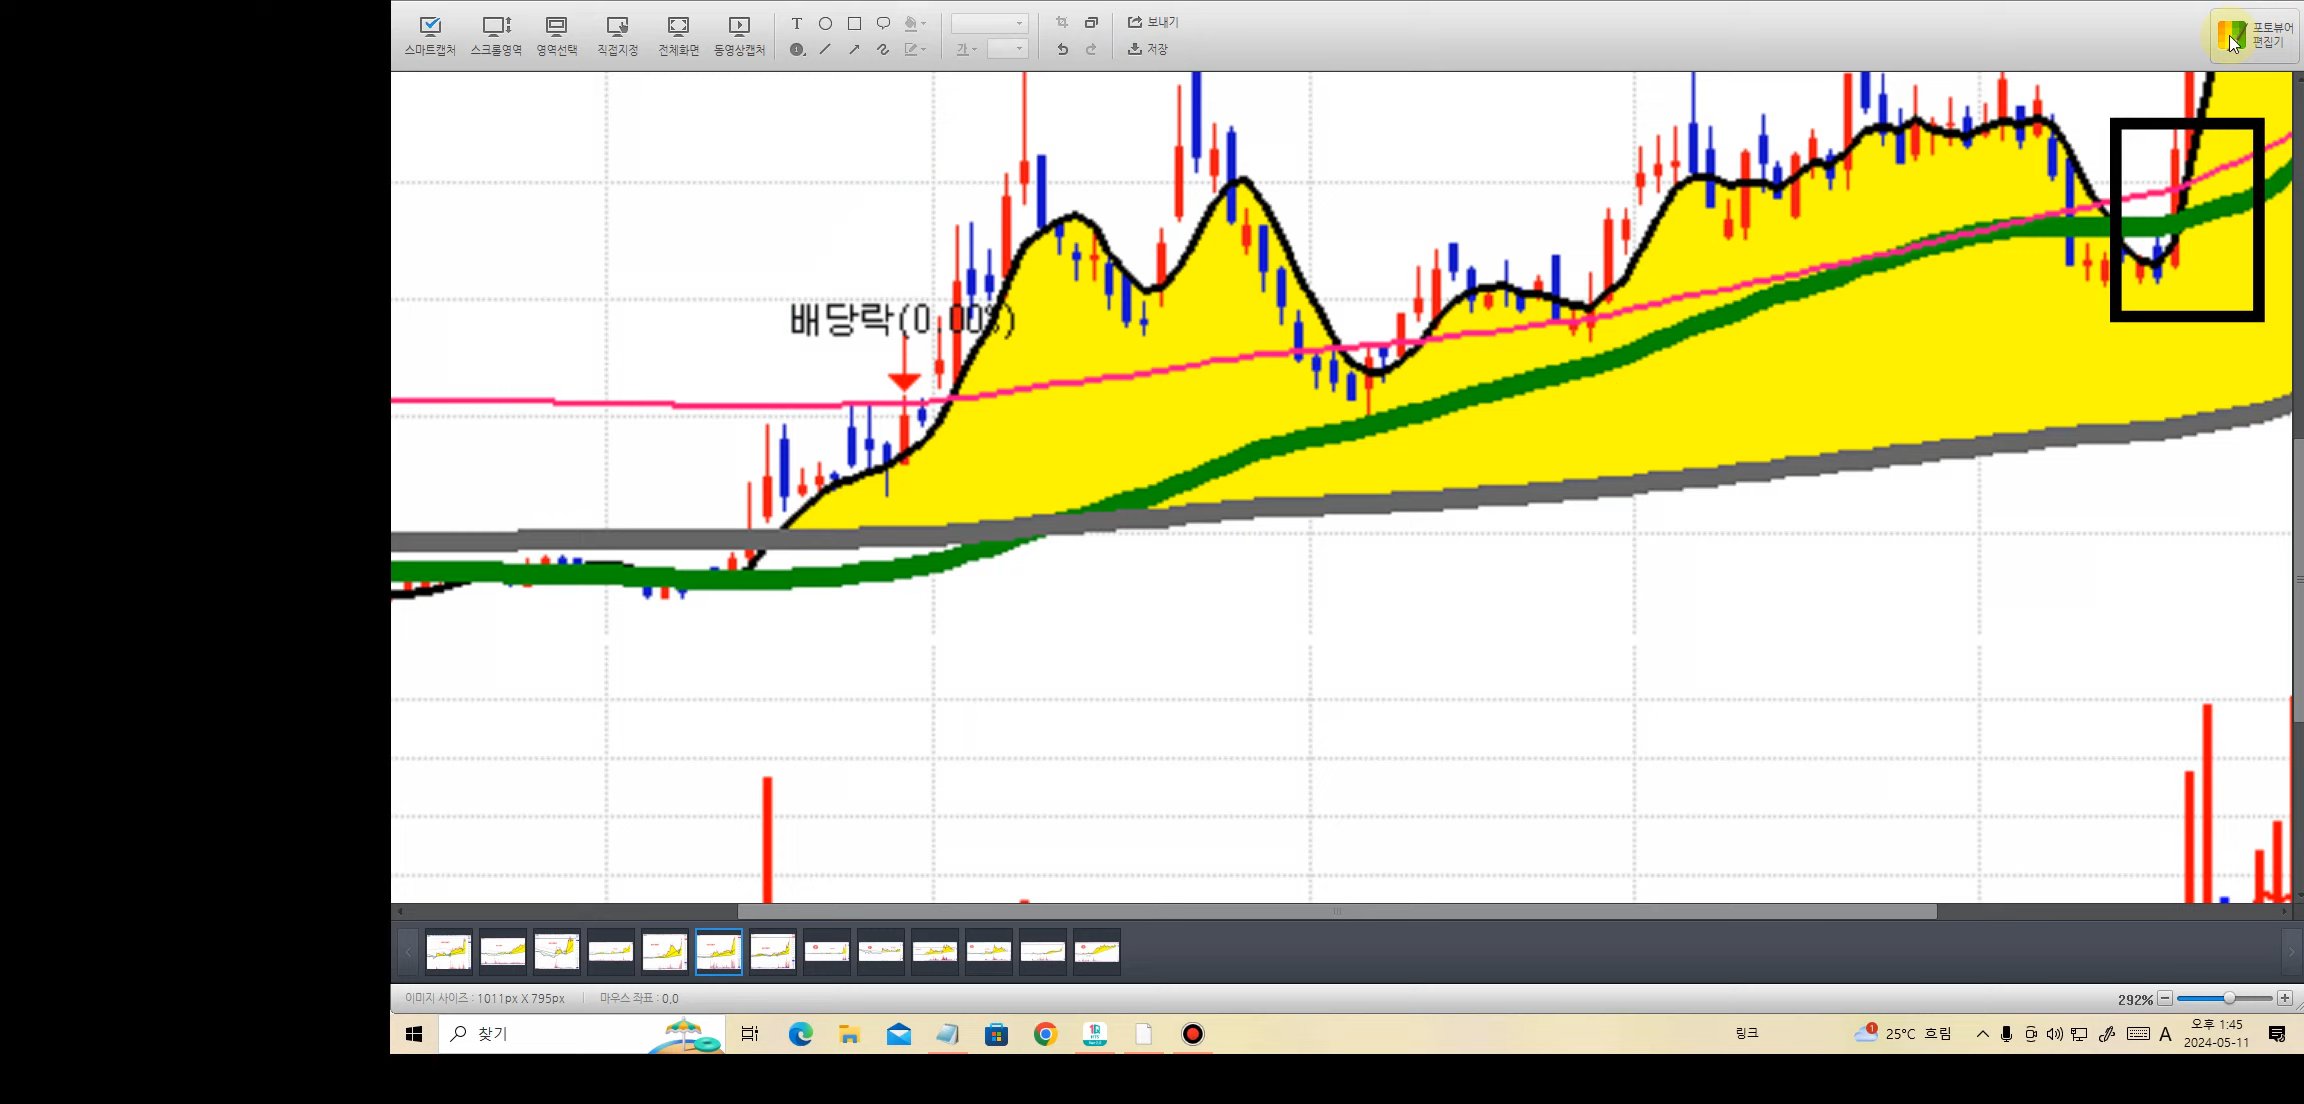 스마트캡처 스크롤영역 영역선택 직접지정 전체화면 동영상캡처
T
가
보내기
저장
포토뷰어
편집기
배당락(0.00%)
이미지 사이즈 : 1011px X 795px 마우스 좌표 : 0,0
292%
찾기
링크
1
25°C 흐림
A
오후 1:45
2024-05-11